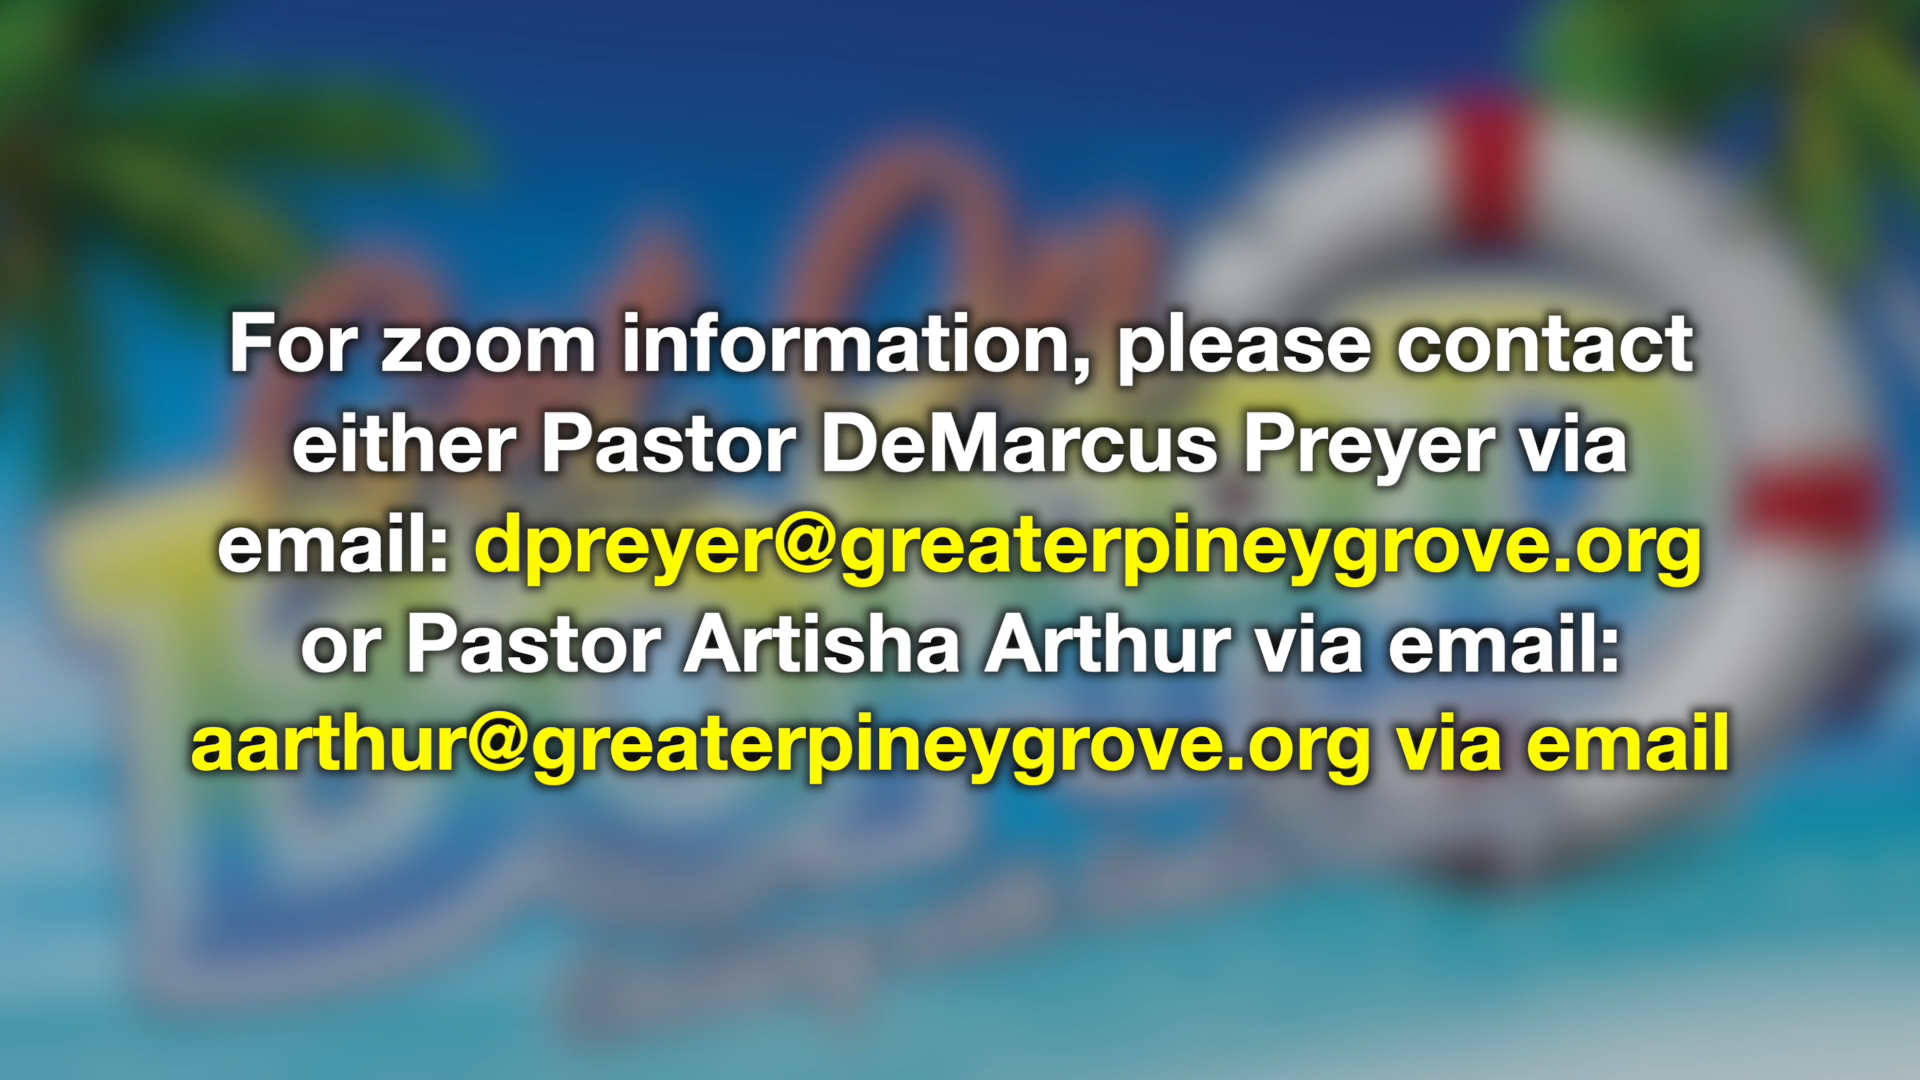 For zoom information, please contact
either Pastor DeMarcus Preyer via
email: dpreyer@greaterpineygrove.org
or Pastor Artisha Arthur via email:
aarthur@greaterpineygrove.org via email